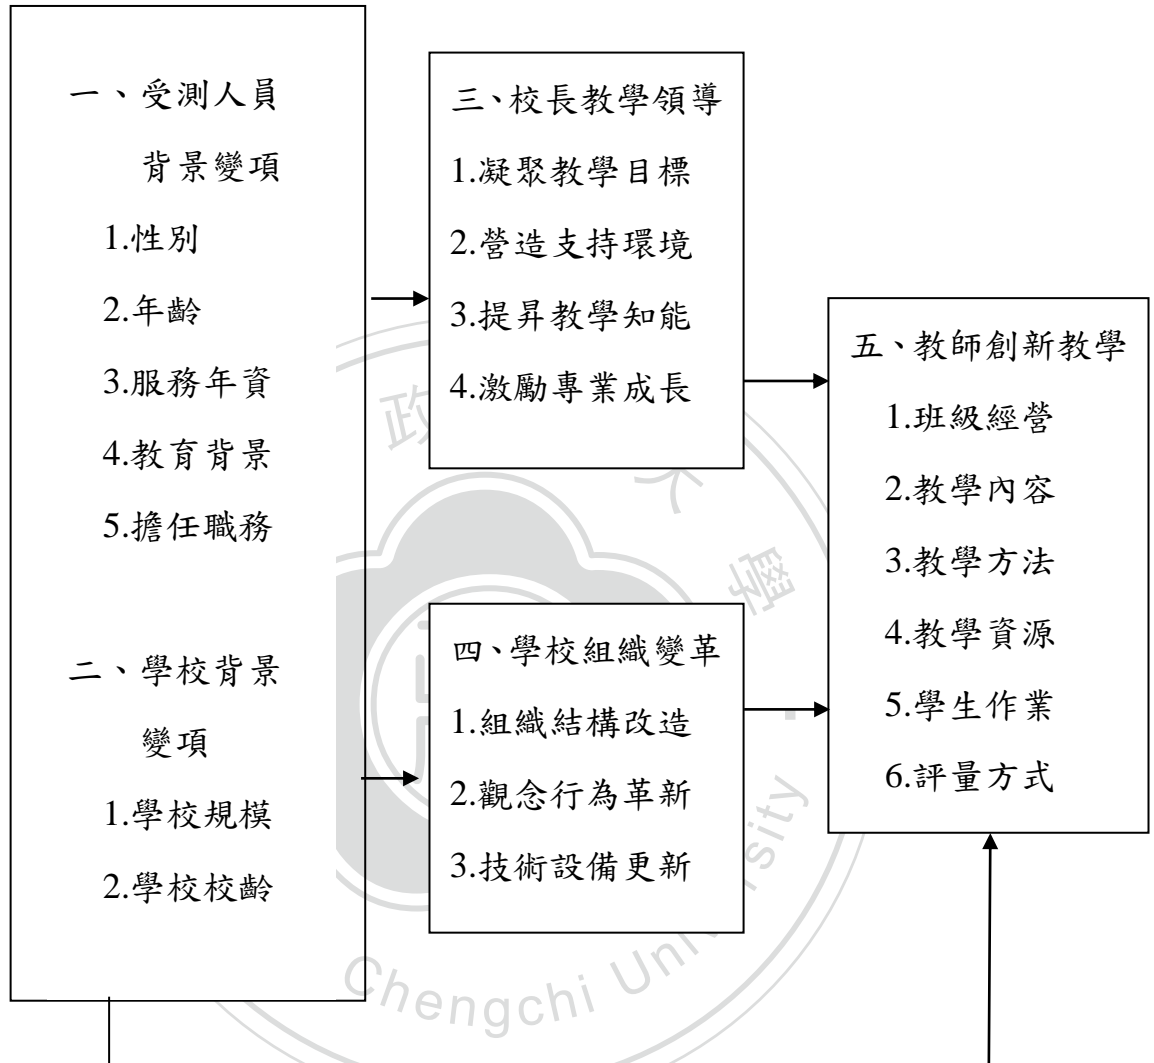 一、受測人員
背景變項
1.性別
2.年齡
3.服務年資
4.教育背景
5.擔任職務
二、學校背景
變項
1.學校規模
2.學校校齡
三、校長教學領導
1.凝聚教學目標
2.營造支持環境
3.提昇教學知能
4.激勵專業成長
四、學校組織變革
1.組織結構改造
2.觀念行為革新
3.技術設備更新
五、教師創新教學
1.班級經營
2.教學內容
3.教學方法
4.教學資源
5.學生作業
6.評量方式
政
大
學
Chengchi University